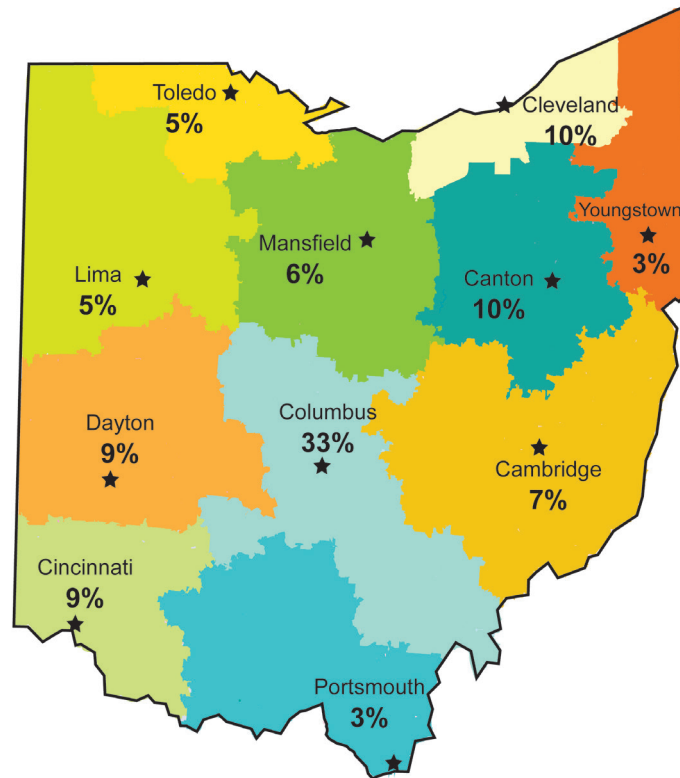 Toledo
5%
Cleveland
10%
Youngstown
3%
Mansfield
6%
Lima
5%
Canton
10%
Columbus
33%
Dayton
9%
Cambridge
7%
Cincinnati
9%
Portsmouth
3%